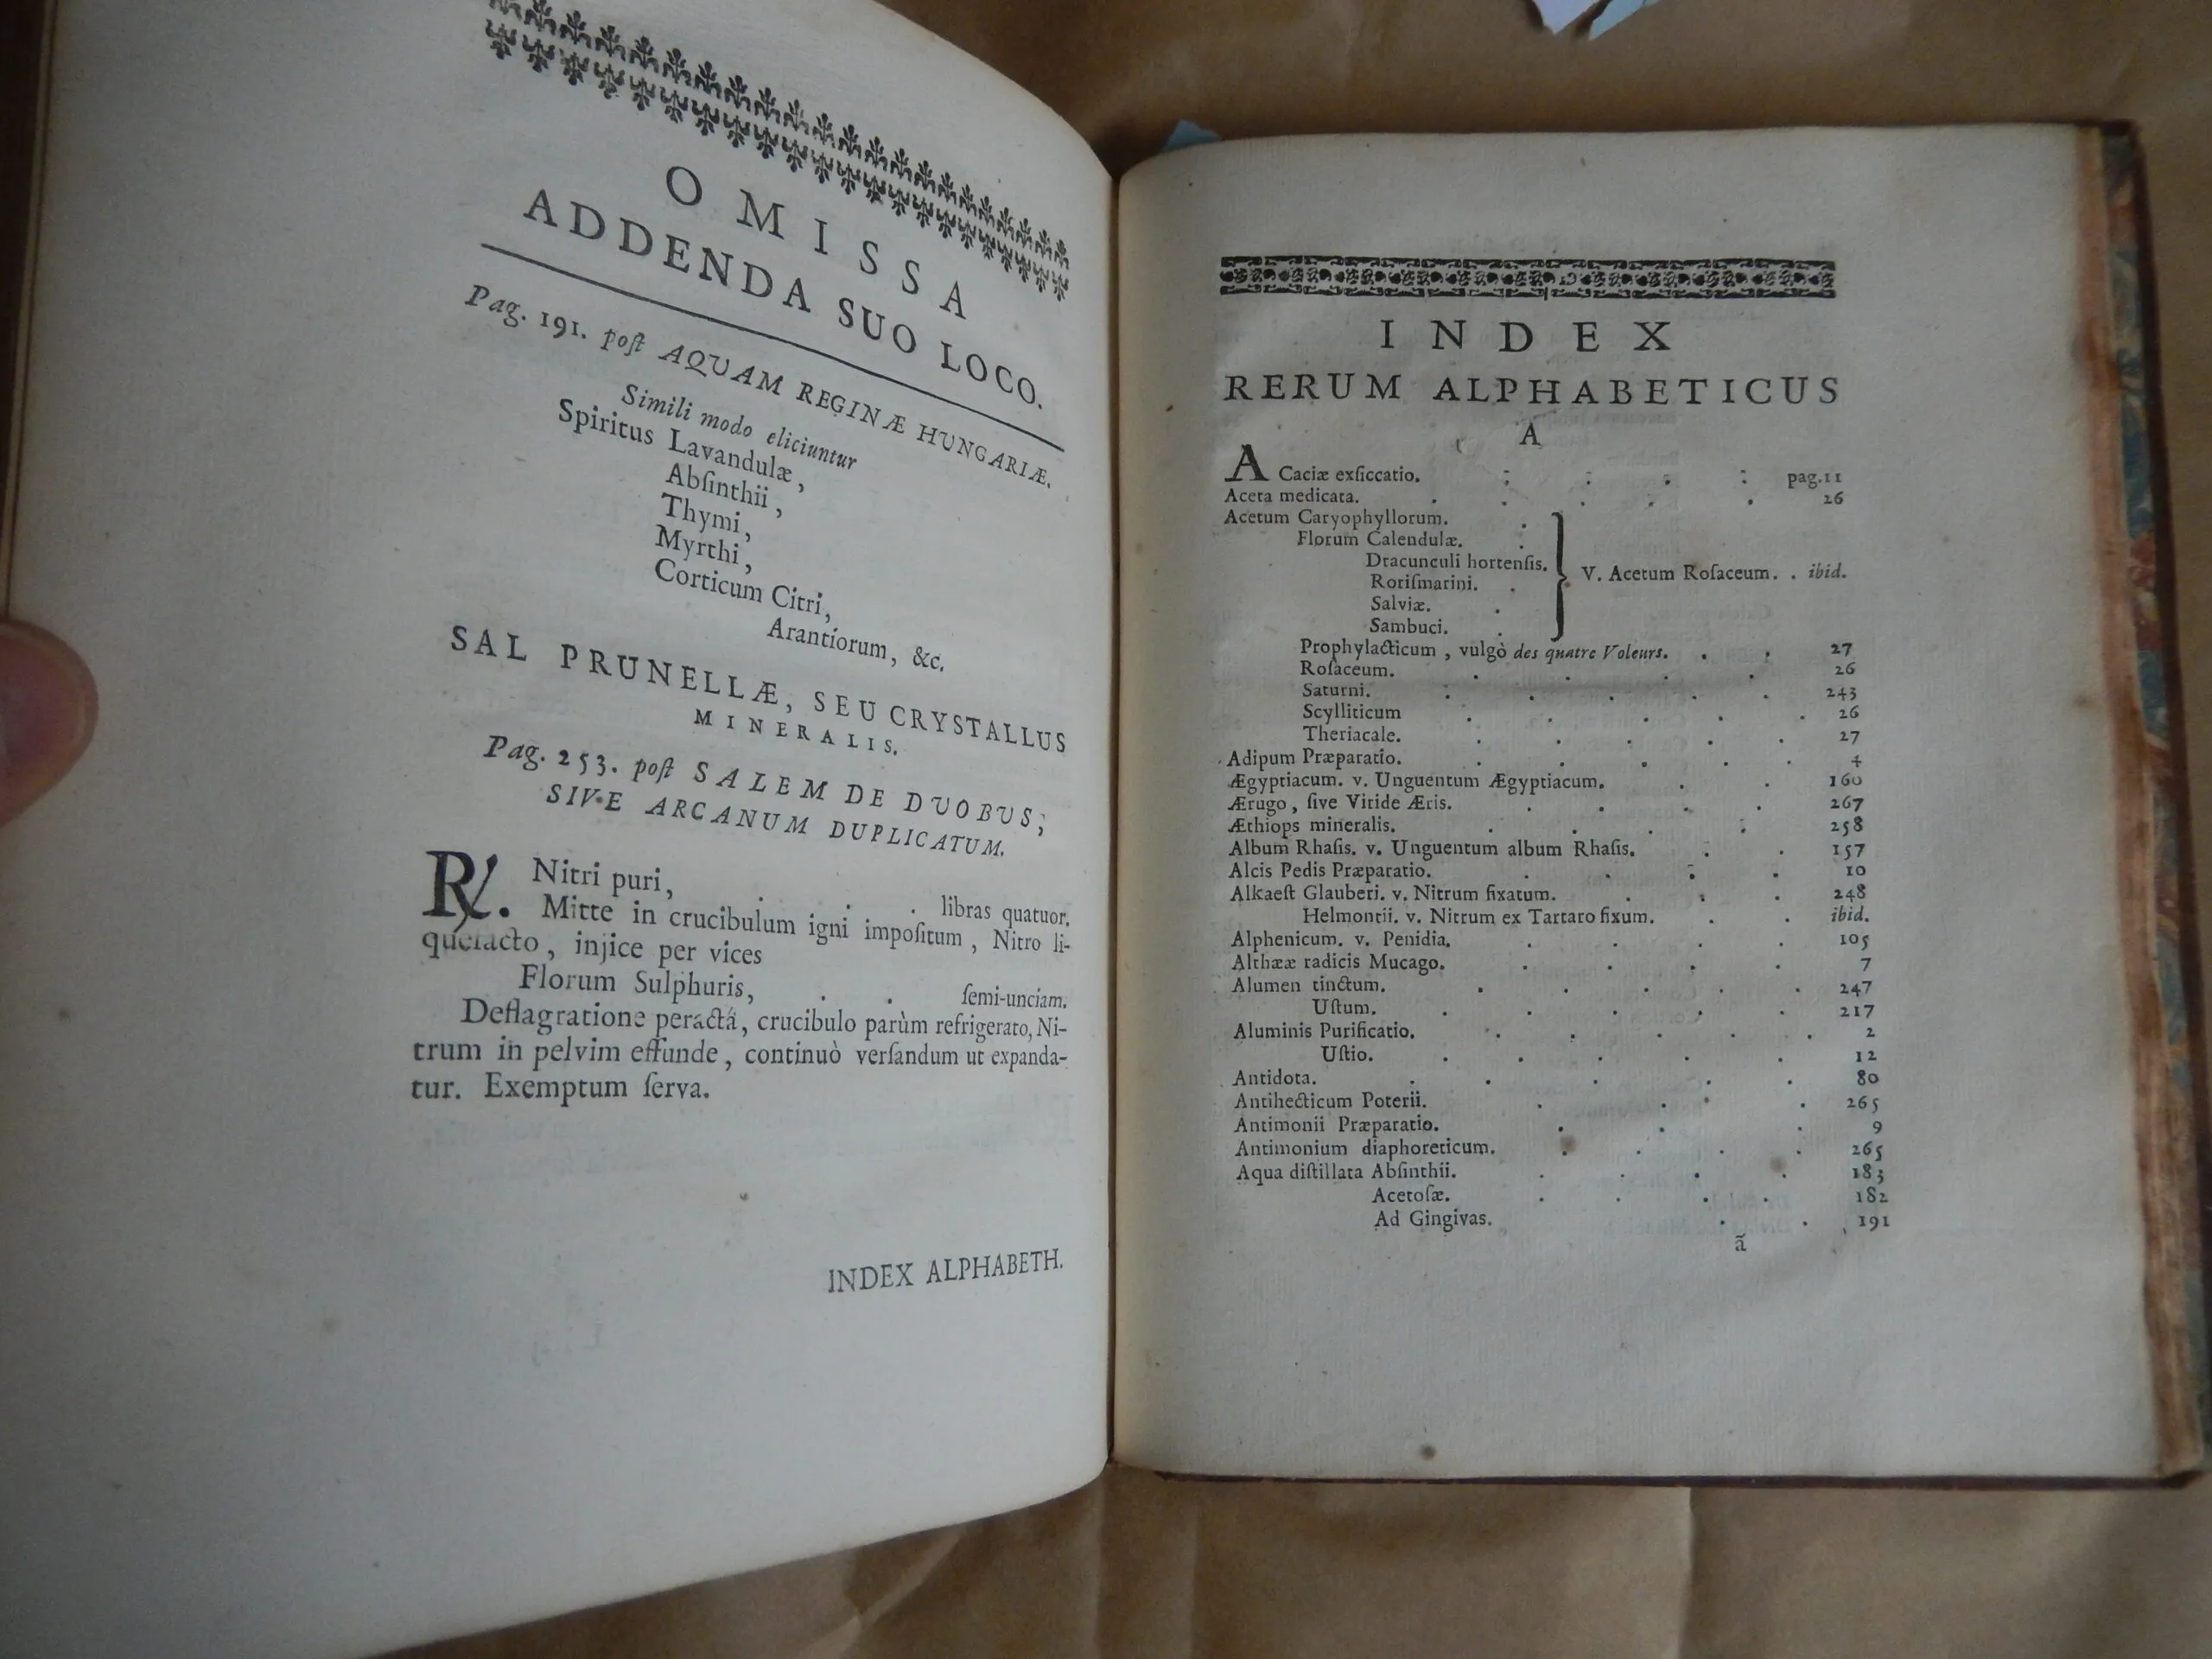 OMISSA
ADDENDA SUO LOCO.
Pag. 191. poſt AQUAM REGINÆ HUNGARIÆ.
Simili modo eliciuntur
Spiritus Lavandulæ,
Abſinthii,
Thymi,
Myrthi,
Corticum Citri,
Arantiorum, &c.
SAL PRUNELLÆ, SEU CRYSTALLUS
MINERALIS.
Pag. 253. poſt SALEM DE DUOBUS,
SIVE ARCANUM DUPLICATUM.
℞. Nitri puri, . . . libras quatuor.
Mitte in crucibulum igni impoſitum, Nitro li-
quefacto, injice per vices
Florum Sulphuris, . . ſemi-unciam.
Deflagratione peractâ, crucibulo parùm refrigerato, Ni-
trum in pelvim effunde, continuò verſandum ut expanda-
tur. Exemptum ſerva.
INDEX ALPHABETH.
INDEX
RERUM ALPHABETICUS
A
ACaciæ exſiccatio. . . . . pag. 11
Aceta medicata. . . . . 26
Acetum Caryophyllorum. .
Florum Calendulæ. .
Dracunculi hortenſis. } V. Acetum Roſaceum. . ibid.
Roriſmarini. .
Salviæ. .
Sambuci. .
Prophylacticum, vulgò des quatre Voleurs. . . 27
Roſaceum. . . . . 26
Saturni. . . . . . 243
Scylliticum . . . . . 26
Theriacale. . . . . . 27
Adipum Præparatio. . . . . . 4
Ægyptiacum. v. Unguentum Ægyptiacum. . . 160
Ærugo, ſive Viride Æris. . . . . 267
Æthiops mineralis. . . . . 258
Album Rhaſis. v. Unguentum album Rhaſis. . . 157
Alcis Pedis Præparatio. . . . . 10
Alkaeſt Glauberi. v. Nitrum fixatum. . . . 248
Helmontii. v. Nitrum ex Tartaro fixum. . . ibid.
Alphenicum. v. Penidia. . . . . 105
Althææ radicis Mucago. . . . . 7
Alumen tinctum. . . . . . 247
Uſtum. . . . . . 217
Aluminis Purificatio. . . . . . 2
Uſtio. . . . . . 12
Antidota. . . . . . 80
Antihecticum Poterii. . . . 265
Antimonii Præparatio. . . . 9
Antimonium diaphoreticum. . . . . 265
Aqua diſtillata Abſinthii. . . . . 183
Acetoſæ. . . . . 182
Ad Gingivas. . . 191
ã